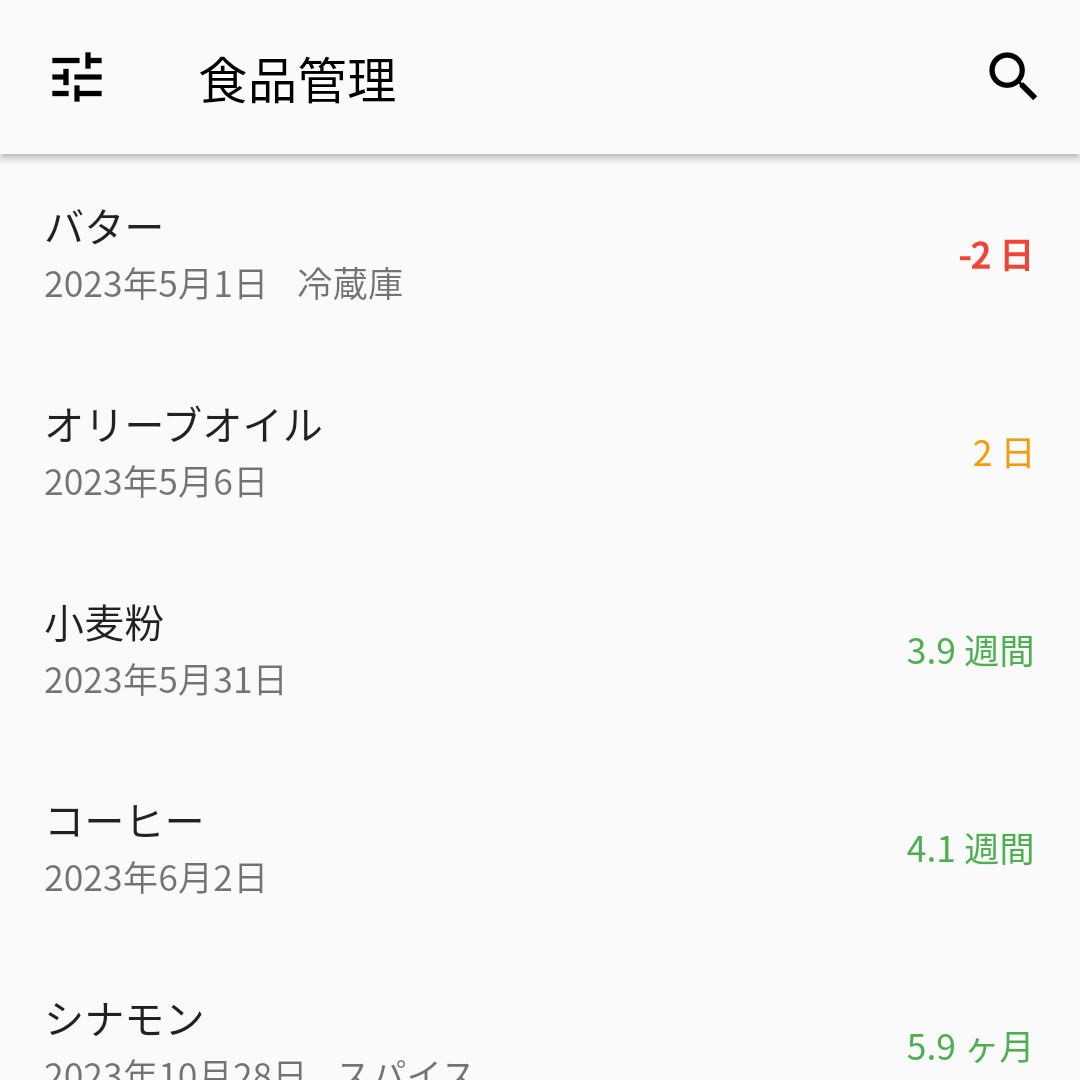 食品管理
バター
2023年5月1日 冷蔵庫
-2 日
オリーブオイル
2023年5月6日
2 日
小麦粉
2023年5月31日
3.9 週間
コーヒー
2023年6月2日
4.1 週間
シナモン
2023年10月28日 スパイス
5.9 ヶ月